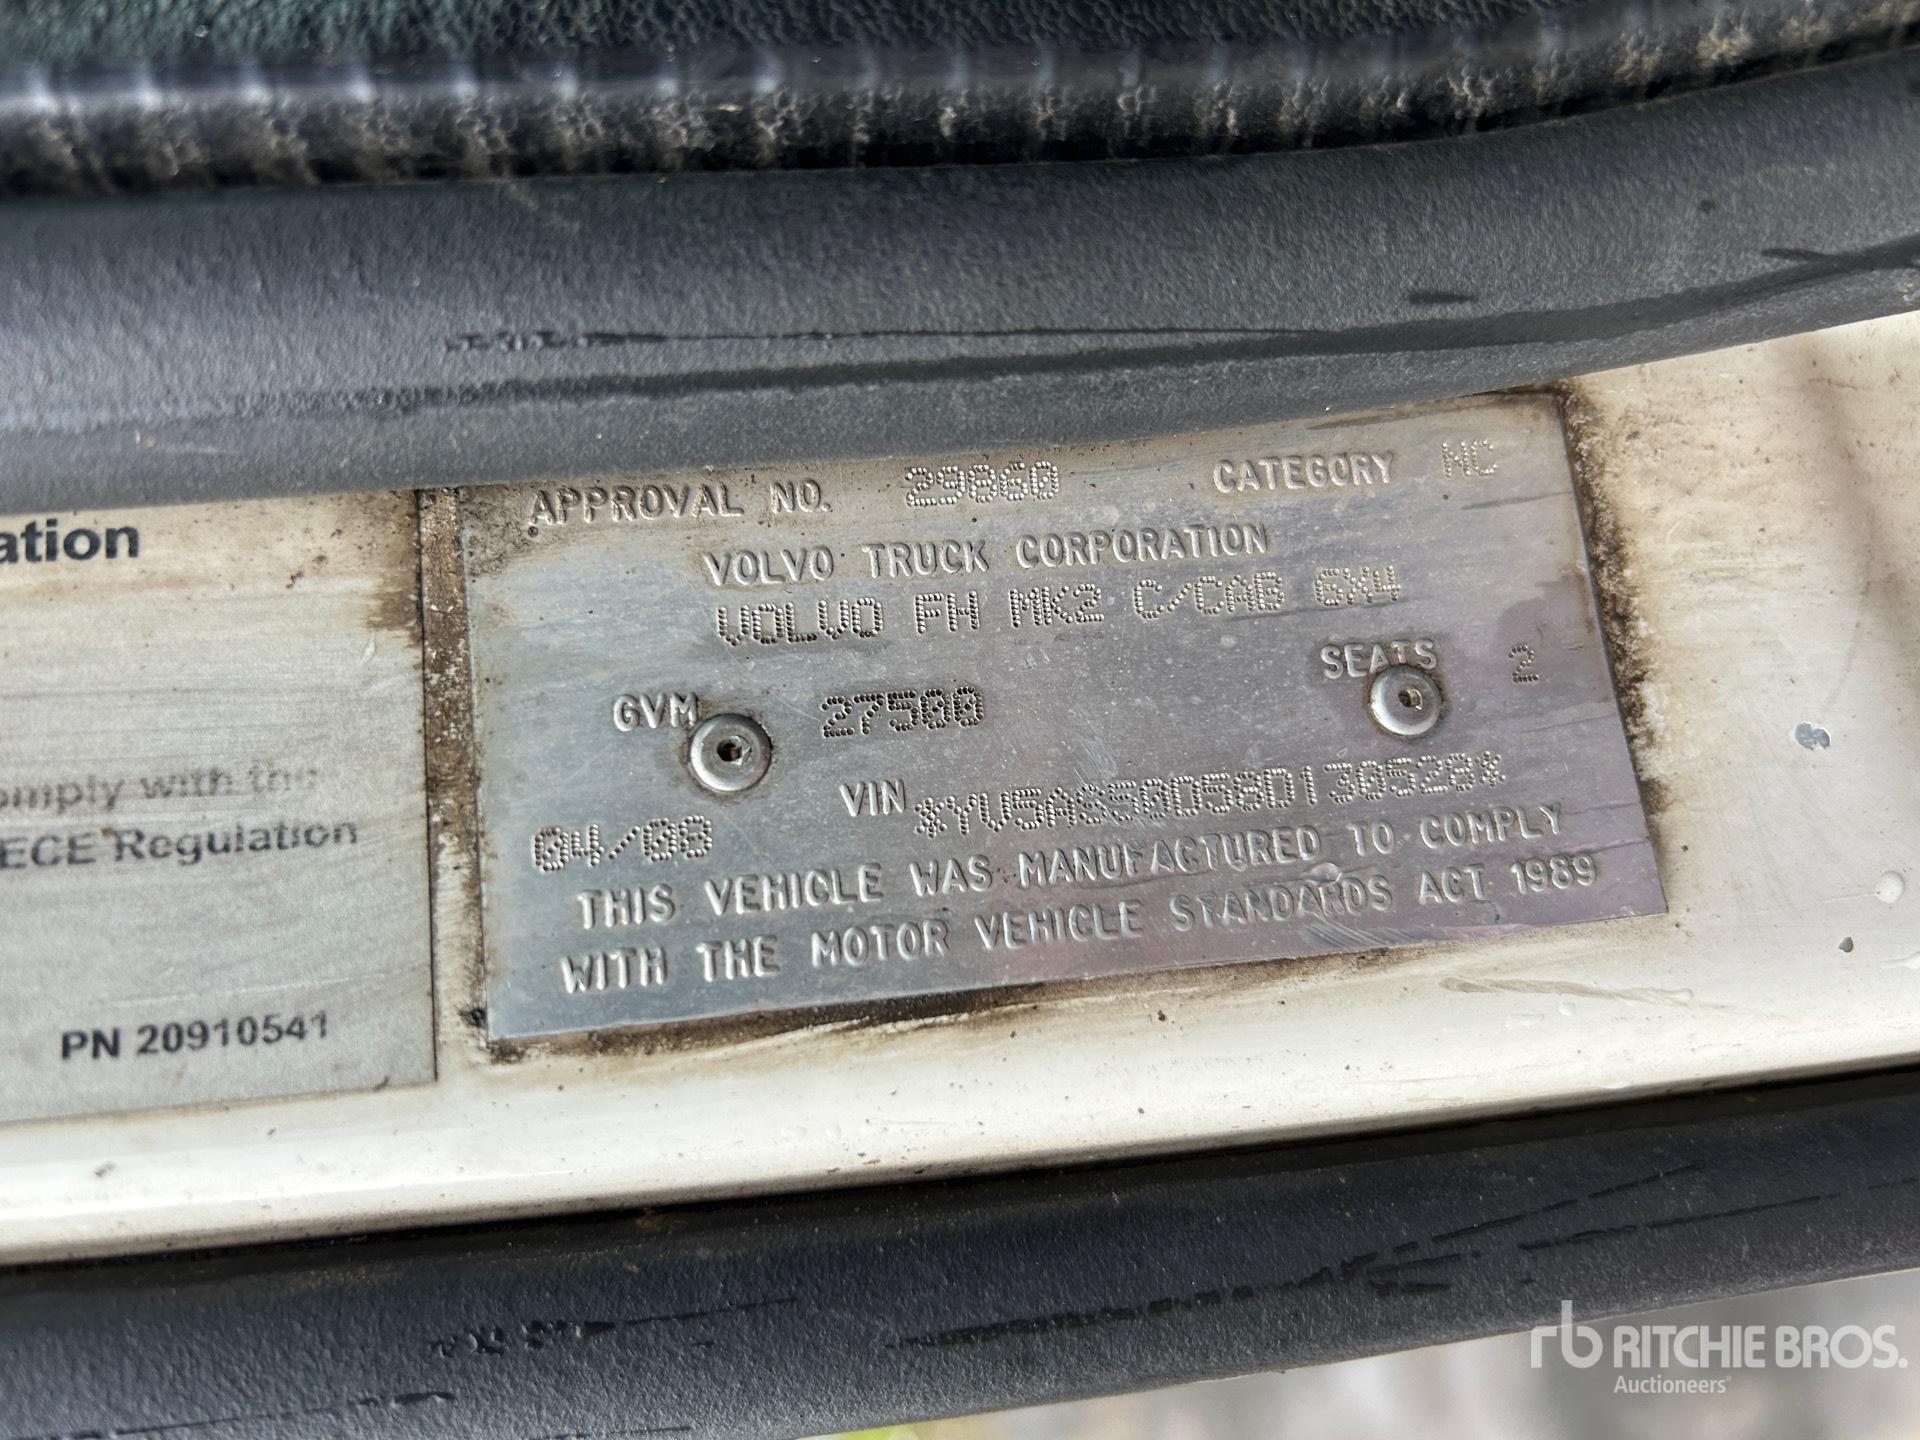 ation
omply with the
ECE Regulation
PN 20910541
APPROVAL NO. 29860 CATEGORY NC
VOLVO TRUCK CORPORATION
VOLVO FH MK2 C/CAB 6X4
GVM 27500 SEATS 2
04/08 VIN *YV5AS50D58D130528*
THIS VEHICLE WAS MANUFACTURED TO COMPLY
WITH THE MOTOR VEHICLE STANDARDS ACT 1989
rb RITCHIE BROS.
Auctioneers